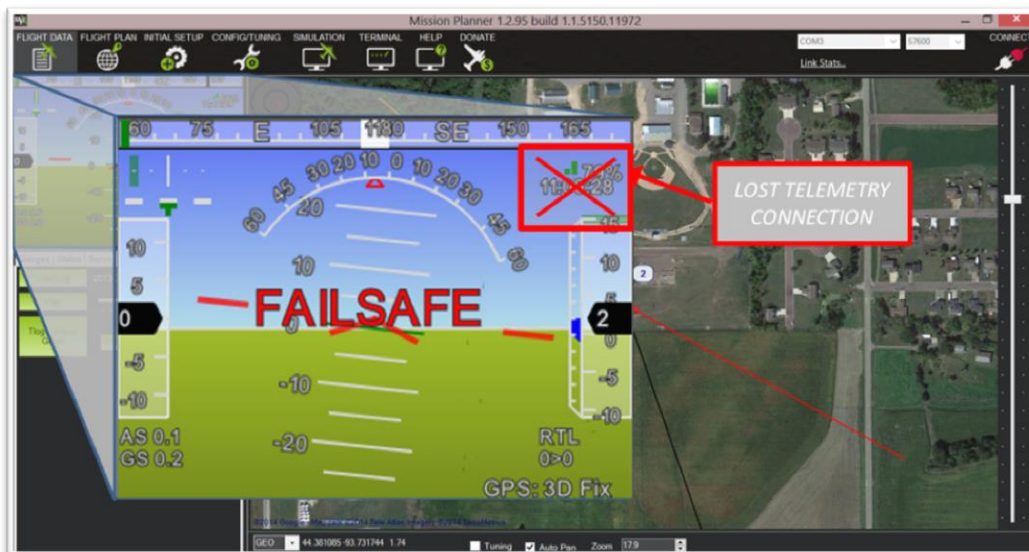 Mission Planner 1.2.95 build 1.1.5150.11972
FLIGHT DATA FLIGHT PLAN INITIAL SETUP CONFIG/TUNING SIMULATION TERMINAL HELP DONATE
COM3 57600 CONNECT
Link Stats...
60 75 E 105 1180 SE 150 165
LOST TELEMETRY
CONNECTION
60 45 30 20 10 0 10 20 30 45 60
20
10
0
-10
-20
10
5
0
-5
-10
15
10
5
2
0
-5
-10
FAILSAFE
2
AS 0.1
GS 0.2
RTL
0>0
GPS: 3D Fix
GEO 44.381085 -93.731744 1.74
Tuning Auto Pan Zoom 17.9